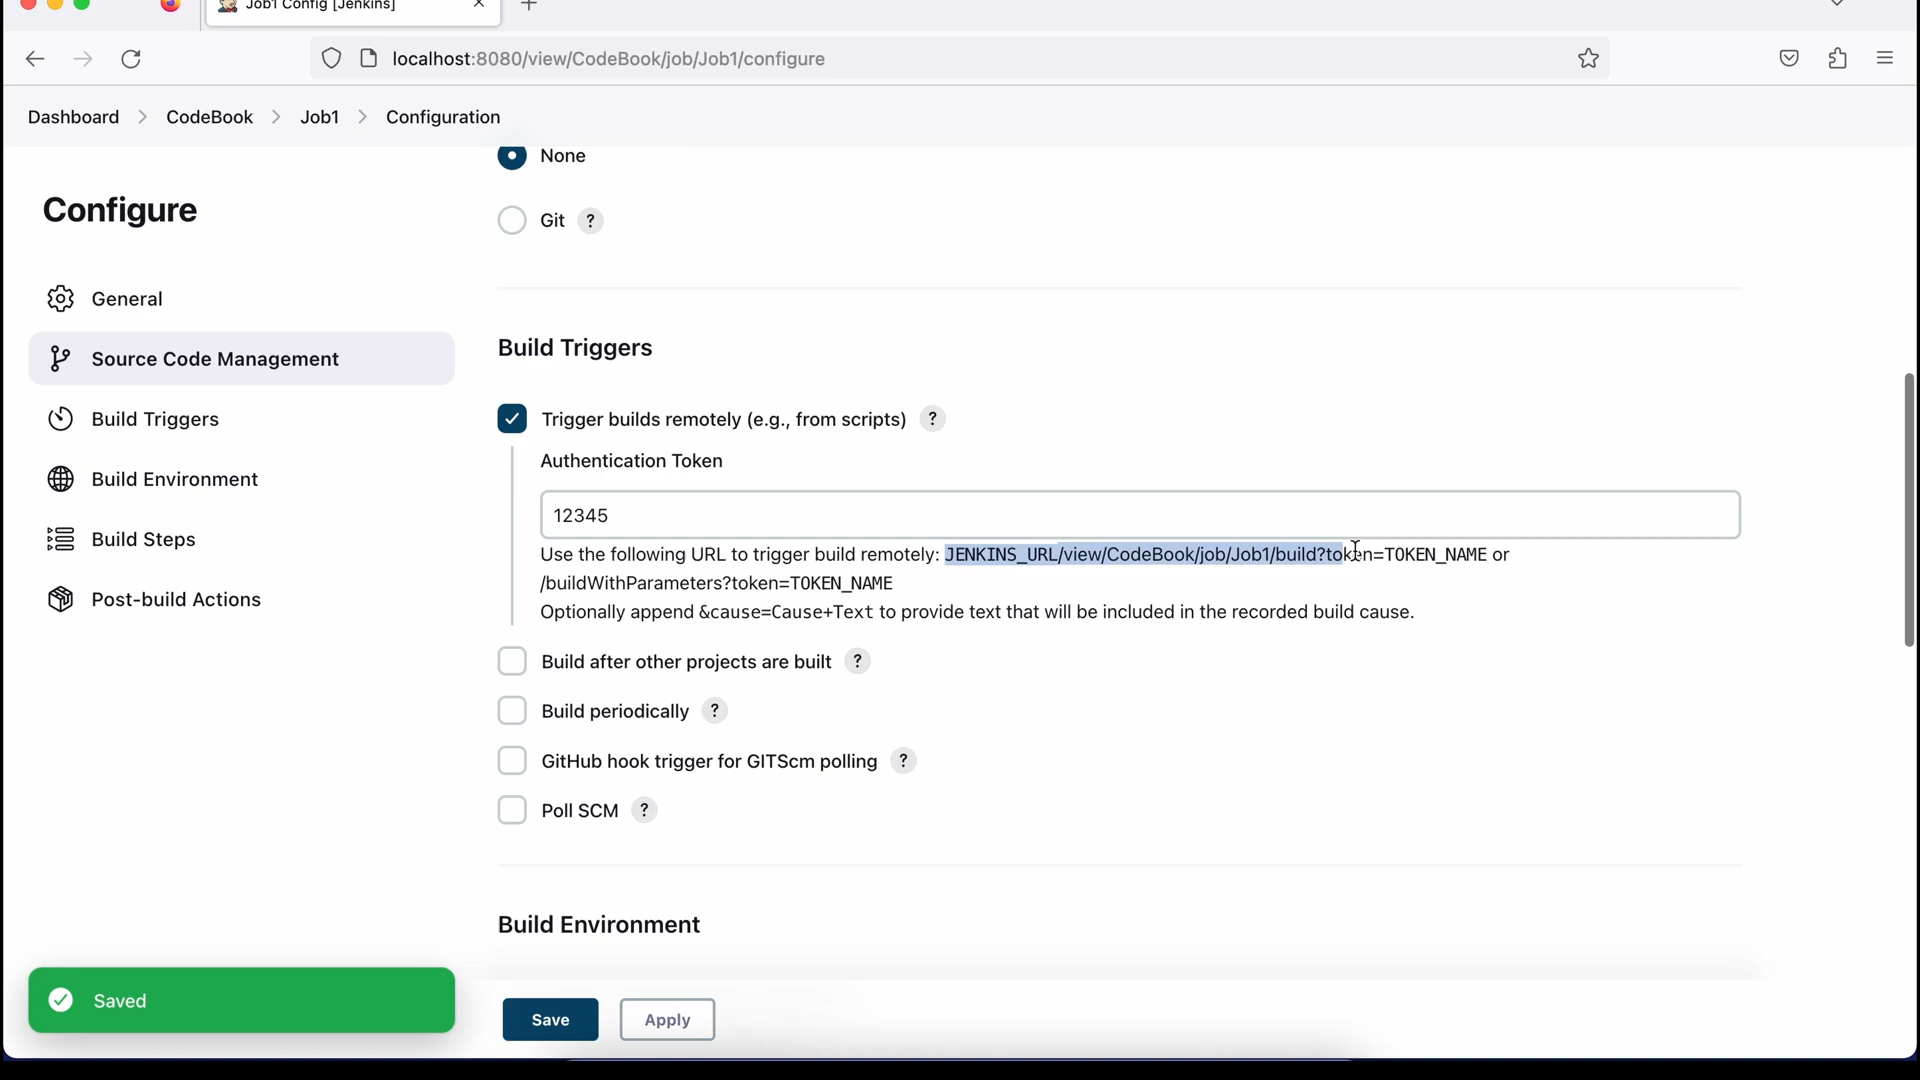 Job1 Config [Jenkins]
localhost:8080/view/CodeBook/job/Job1/configure
Dashboard > CodeBook > Job1 > Configuration
None
Configure
Git ?
General
Source Code Management
Build Triggers
Build Environment
Build Steps
Post-build Actions
Build Triggers
Trigger builds remotely (e.g., from scripts) ?
Authentication Token
12345
Use the following URL to trigger build remotely: JENKINS_URL/view/CodeBook/job/Job1/build?token=TOKEN_NAME or
/buildWithParameters?token=TOKEN_NAME
Optionally append &cause=Cause+Text to provide text that will be included in the recorded build cause.
Build after other projects are built ?
Build periodically ?
GitHub hook trigger for GITScm polling ?
Poll SCM ?
Build Environment
Saved
Save Apply